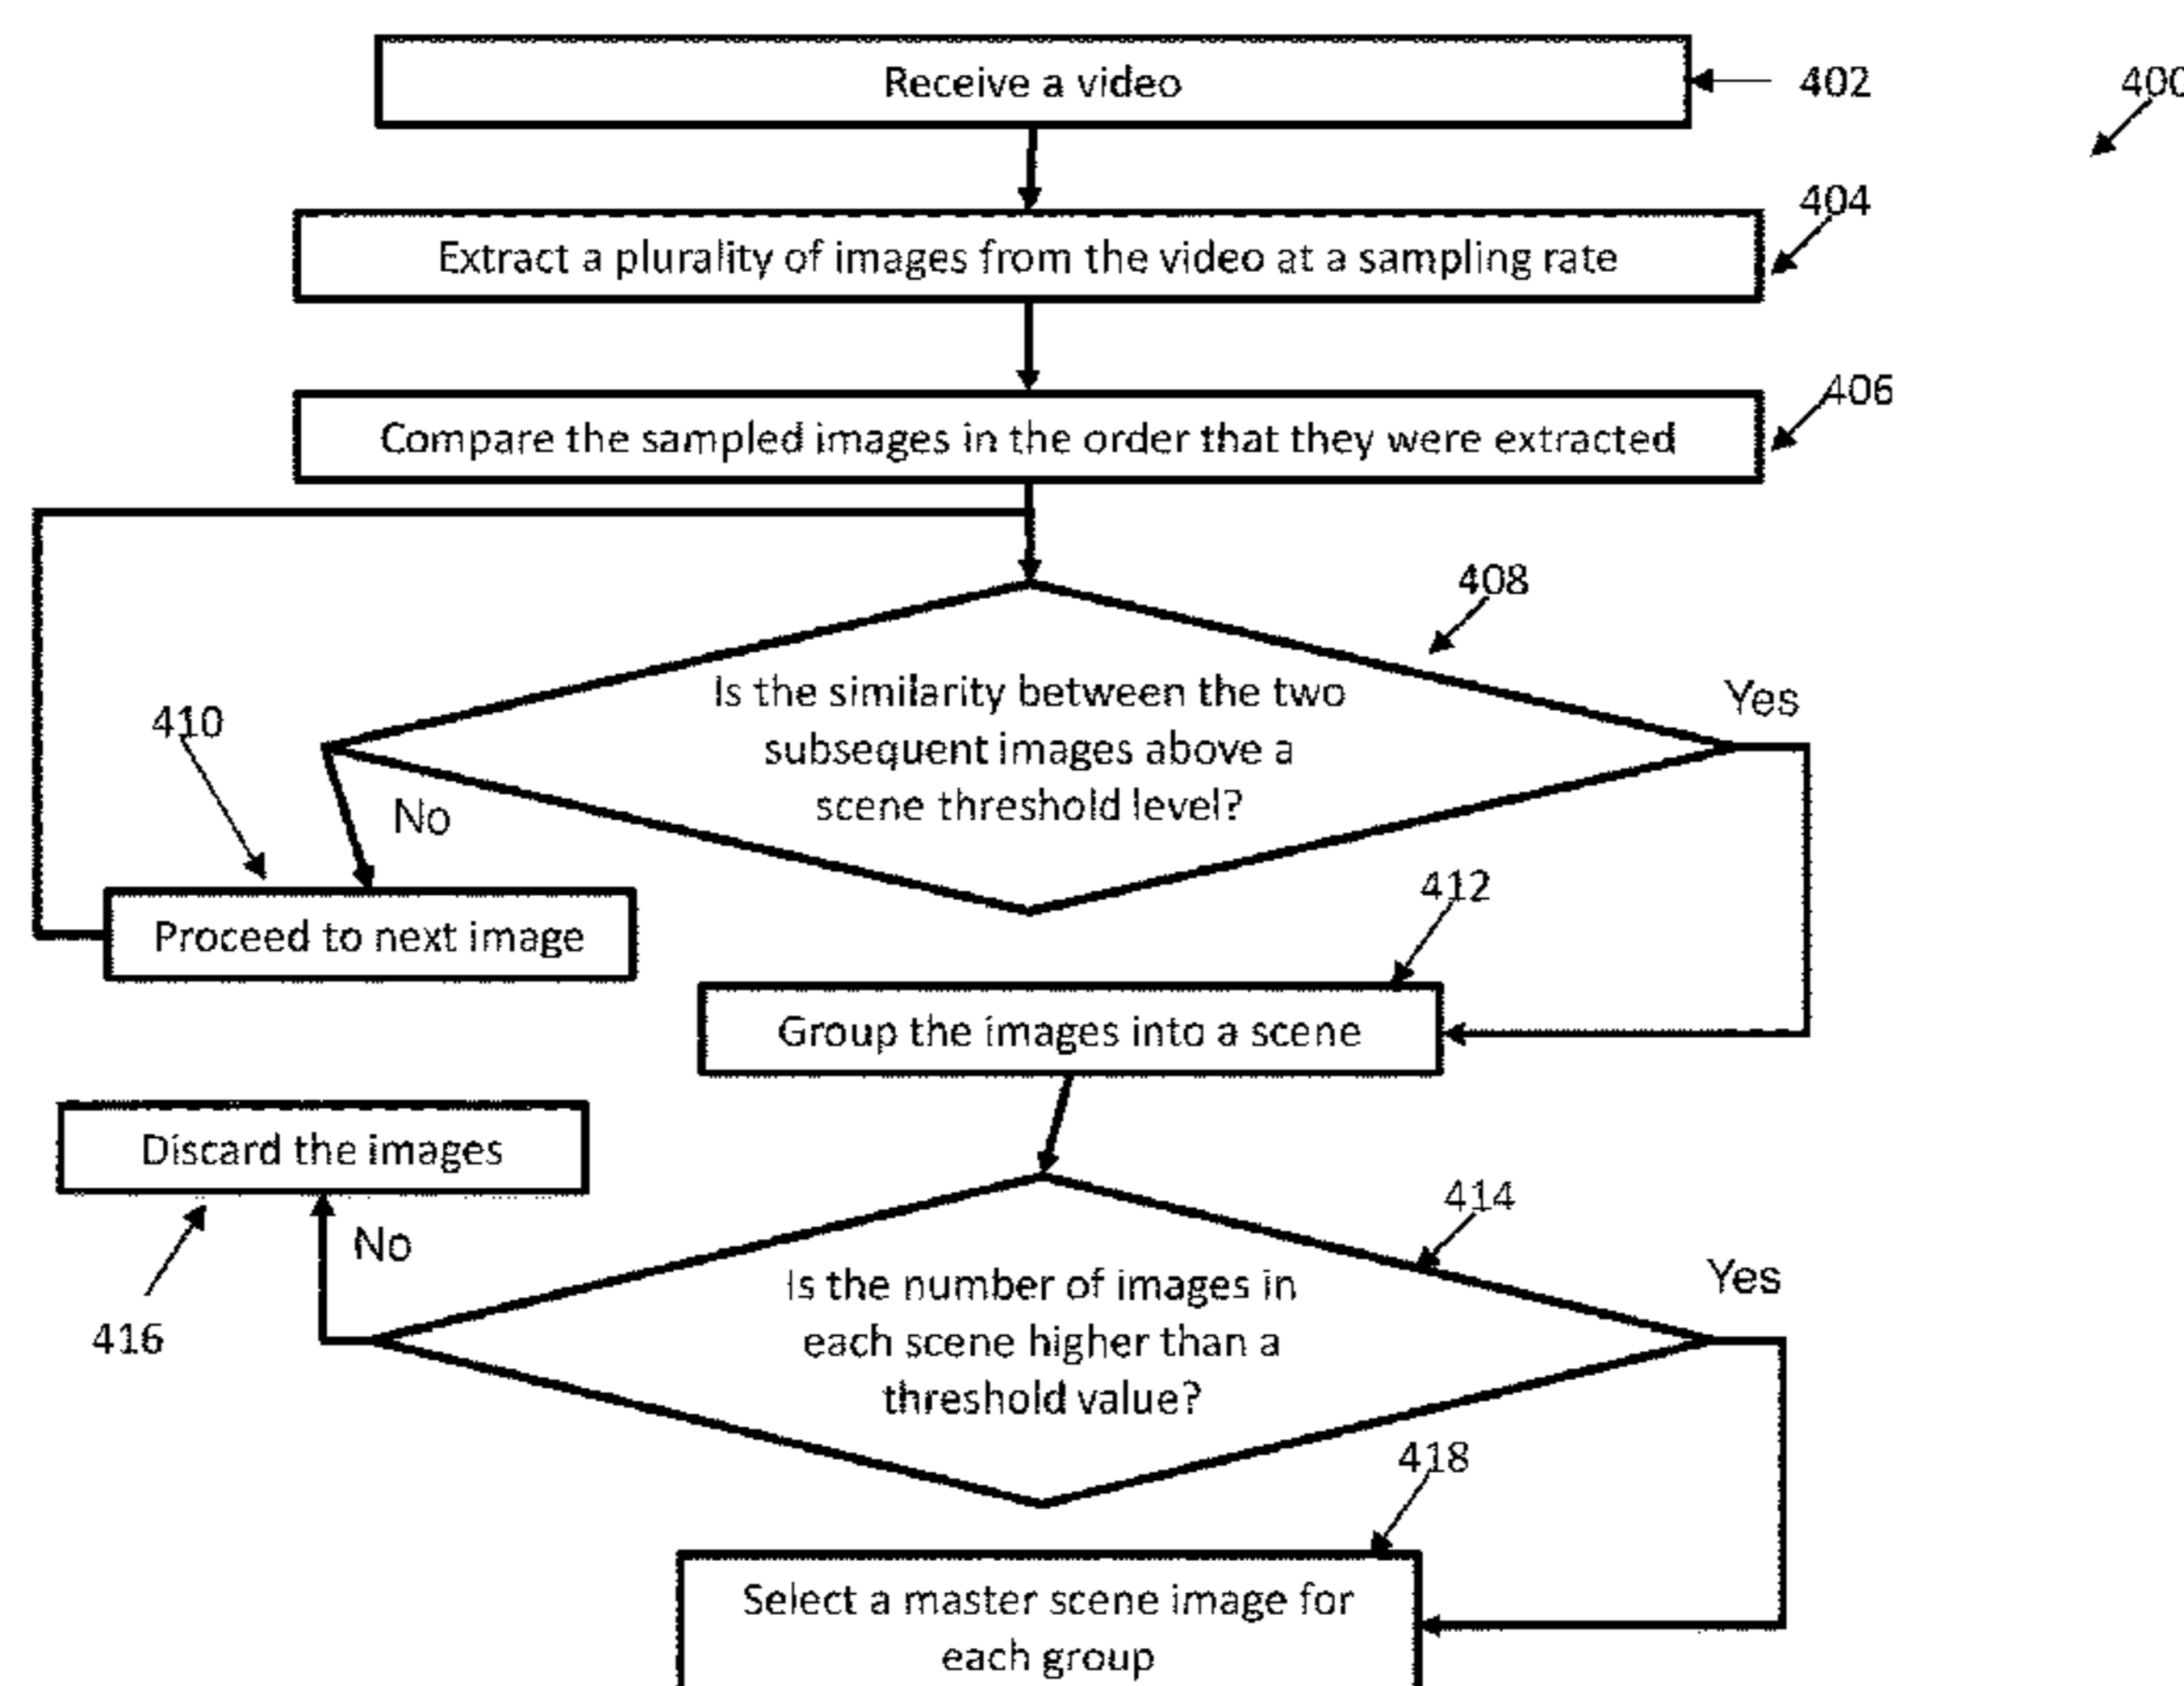 Receive a video
402
400
404
Extract a plurality of images from the video at a sampling rate
406
Compare the sampled images in the order that they were extracted
408
Is the similarity between the two
subsequent images above a
scene threshold level?
Yes
410
No
Proceed to next image
412
Group the images into a scene
Discard the images
416
No
414
Is the number of images in
each scene higher than a
threshold value?
Yes
418
Select a master scene image for
each group